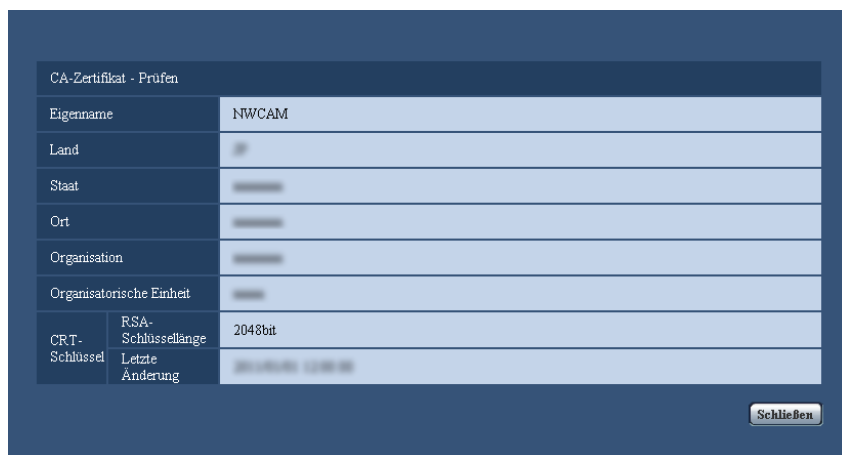 CA-Zertifikat - Prüfen
Eigenname NWCAM
Land
Staat
Ort
Organisation
Organisatorische Einheit
CRT-Schlüssel
RSA-Schlüssellänge 2048bit
Letzte Änderung
Schließen